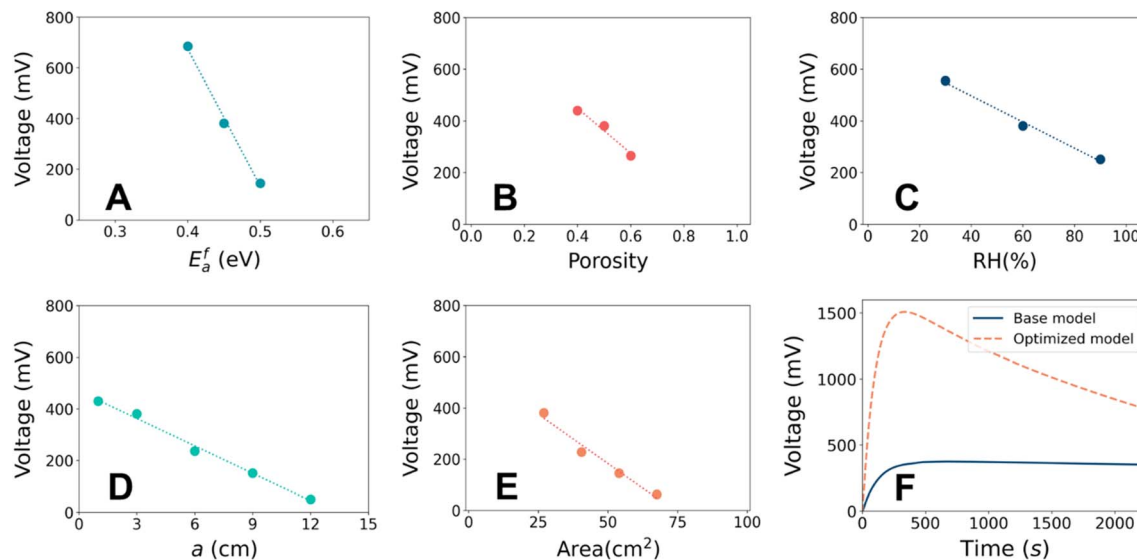 Voltage (mV)
800
600
400
200
0
A
0.3 0.4 0.5 0.6
E_a^f (eV)
Voltage (mV)
800
600
400
200
0
B
0.0 0.2 0.4 0.6 0.8 1.0
Porosity
Voltage (mV)
800
600
400
200
0
C
0 20 40 60 80 100
RH(%)
Voltage (mV)
800
600
400
200
0
D
0 3 6 9 12 15
a (cm)
Voltage (mV)
800
600
400
200
0
E
0 25 50 75 100
Area(cm²)
Voltage (mV)
1500
1000
500
0
Base model
Optimized model
F
0 500 1000 1500 2000
Time (s)